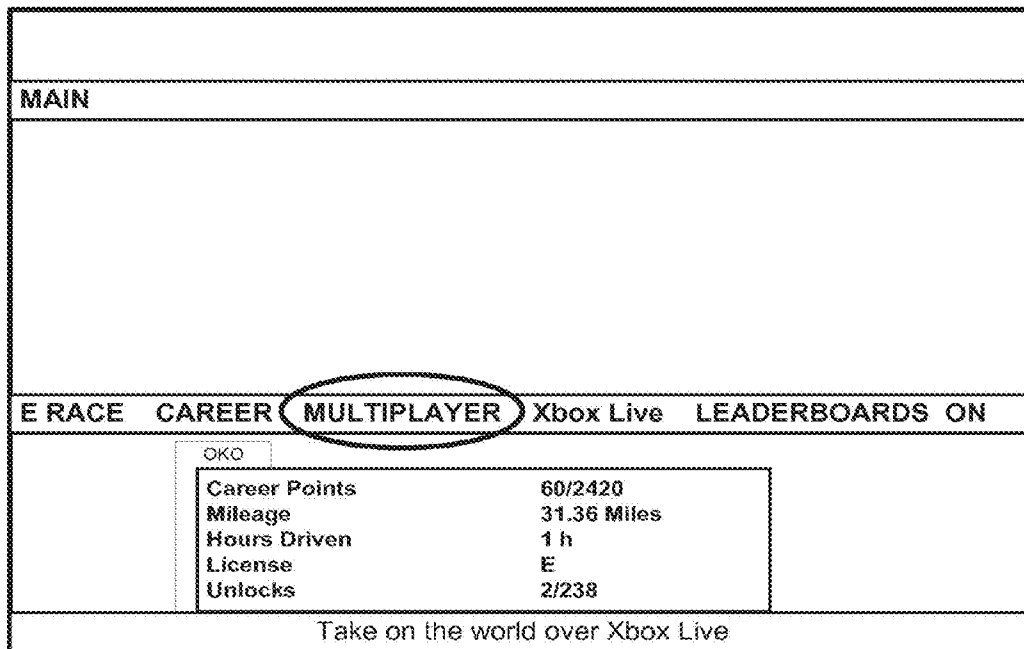 MAIN
E RACE CAREER MULTIPLAYER Xbox Live LEADERBOARDS ON
OKO
Career Points 60/2420
Mileage 31.36 Miles
Hours Driven 1 h
License E
Unlocks 2/238
Take on the world over Xbox Live